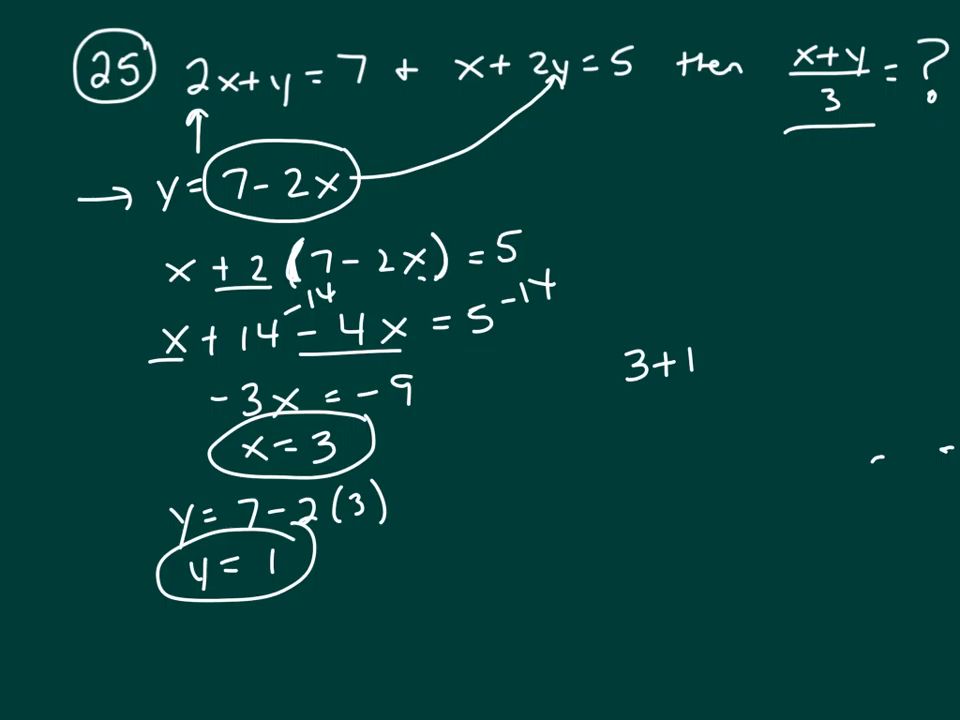 25 2x+y=7 + x+2y=5 then x+y/3 = ?
→ y=7-2x
x+2(7-2x)=5
x+14-14-4x=5-14
-3x=-9
3+1
x=3
y=7-2(3)
y=1